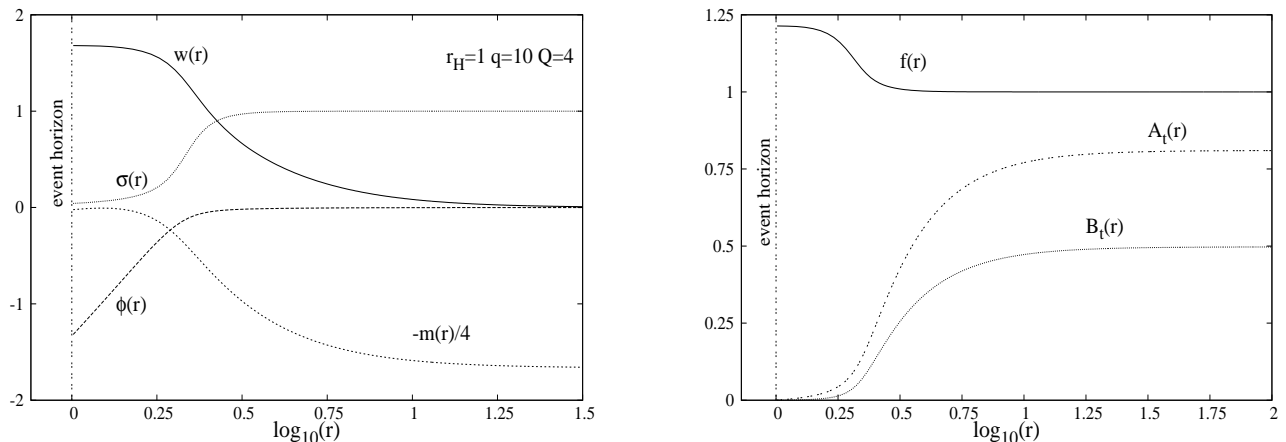 2
1
0
-1
-2
0
0.25
0.5
0.75
1
1.25
1.5
log10(r)
event horizon
w(r)
r_H=1 q=10 Q=4
σ(r)
ϕ(r)
-m(r)/4
1.25
1
0.75
0.5
0.25
0
0
0.25
0.5
0.75
1
1.25
1.5
1.75
2
log10(r)
event horizon
f(r)
A_t(r)
B_t(r)